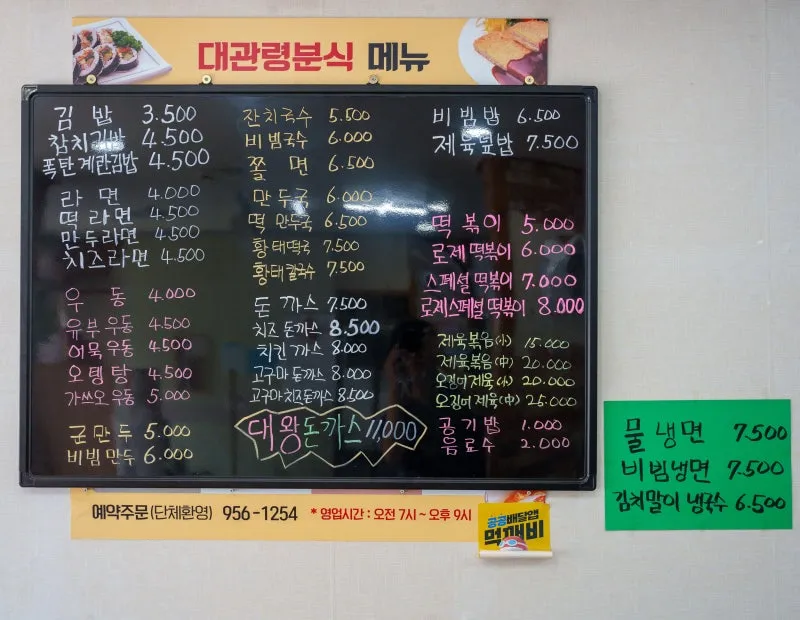 대관령분식 메뉴
김 밥 3.500
참치김밥 4.500
폭탄계란김밥 4.500
라 면 4.000
떡라면 4.500
만두라면 4.500
치즈라면 4.500
우 동 4.000
유부우동 4.500
어묵우동 4.500
오뎅탕 4.500
가쓰오우동 5.000
군만두 5.000
비빔만두 6.000
잔치국수 5.500
비빔국수 6.000
쫄 면 6.500
만두국 6.000
떡만두국 6.500
황태떡국 7.500
황태칼국수 7.500
돈까스 7.500
치즈돈까스 8.500
치킨까스 8.000
고구마돈까스 8.000
고구마치즈돈까스 8.500
대왕돈까스 11,000
비빔밥 6.500
제육덮밥 7.500
떡볶이 5.000
로제떡볶이 6.000
스페셜떡볶이 7.000
로제스페셜떡볶이 8.000
제육볶음(小) 15.000
제육볶음(中) 20.000
오징어제육(小) 20.000
오징어제육(中) 25.000
공기밥 1.000
음료수 2.000
물냉면 7.500
비빔냉면 7.500
김치말이냉국수 6.500
예약주문(단체환영) 956-1254 * 영업시간 : 오전 7시 ~ 오후 9시
공공배달앱
먹깨비